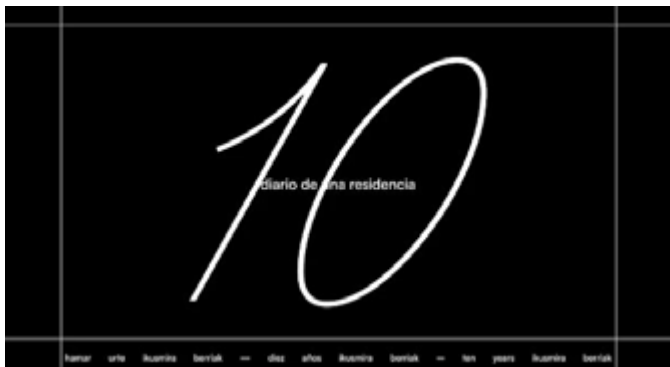 10
diario de una residencia
hamar urte ikusmira berriak — diez años ikusmira berriak — ten years ikusmira berriak